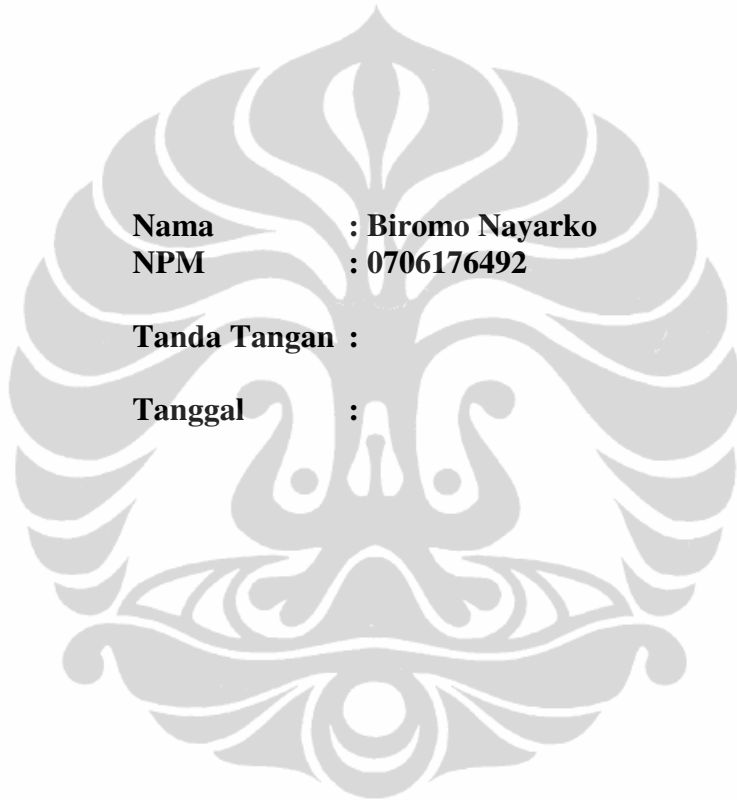 Nama : Biromo Nayarko
NPM : 0706176492
Tanda Tangan :
Tanggal :